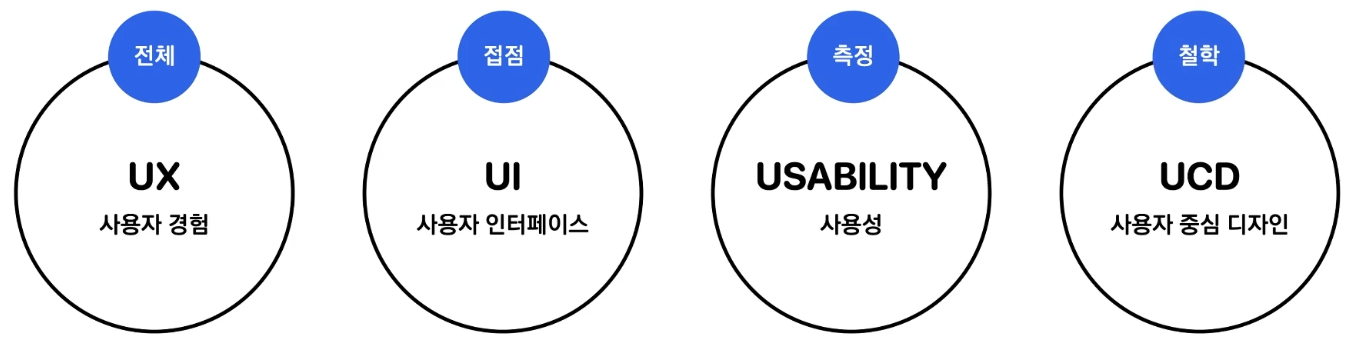 전체
UX
사용자 경험
접점
UI
사용자 인터페이스
측정
USABILITY
사용성
철학
UCD
사용자 중심 디자인